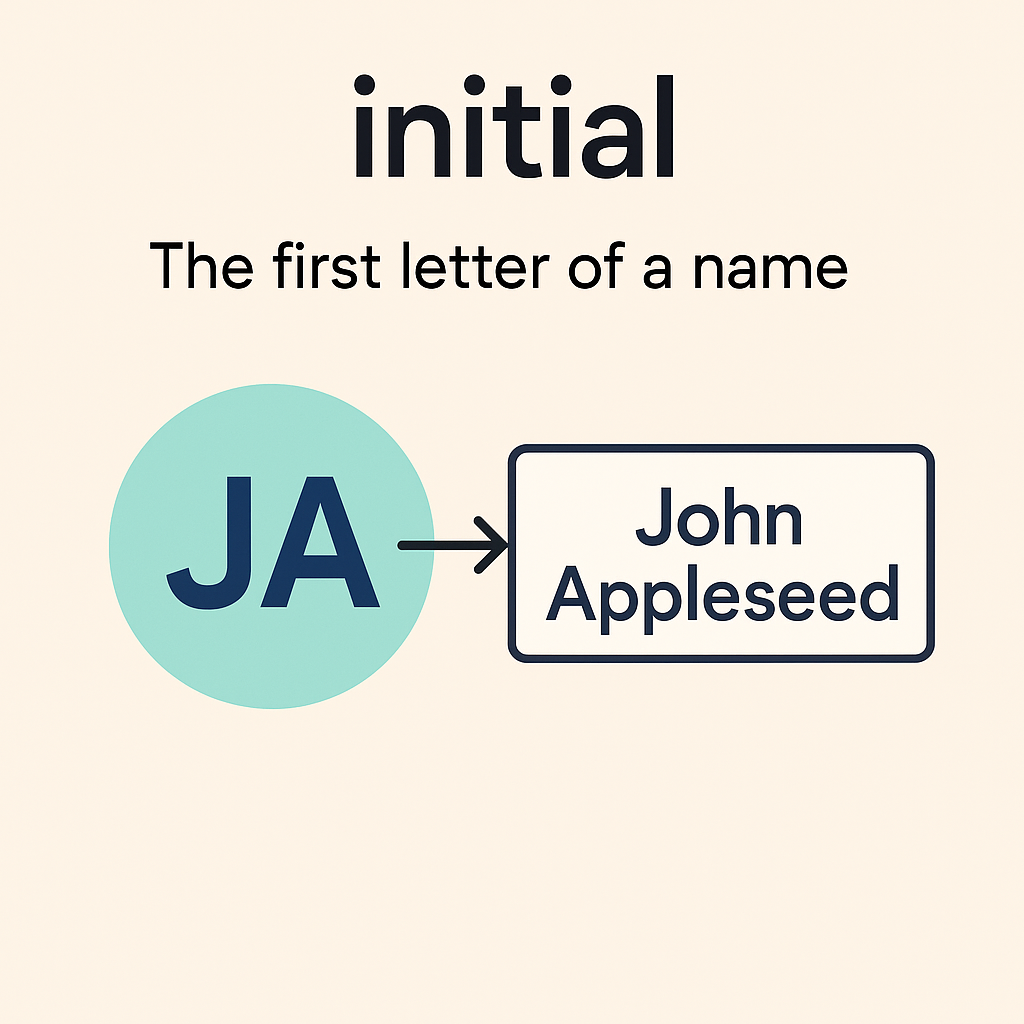 initial
The first letter of a name
JA
John
Appleseed